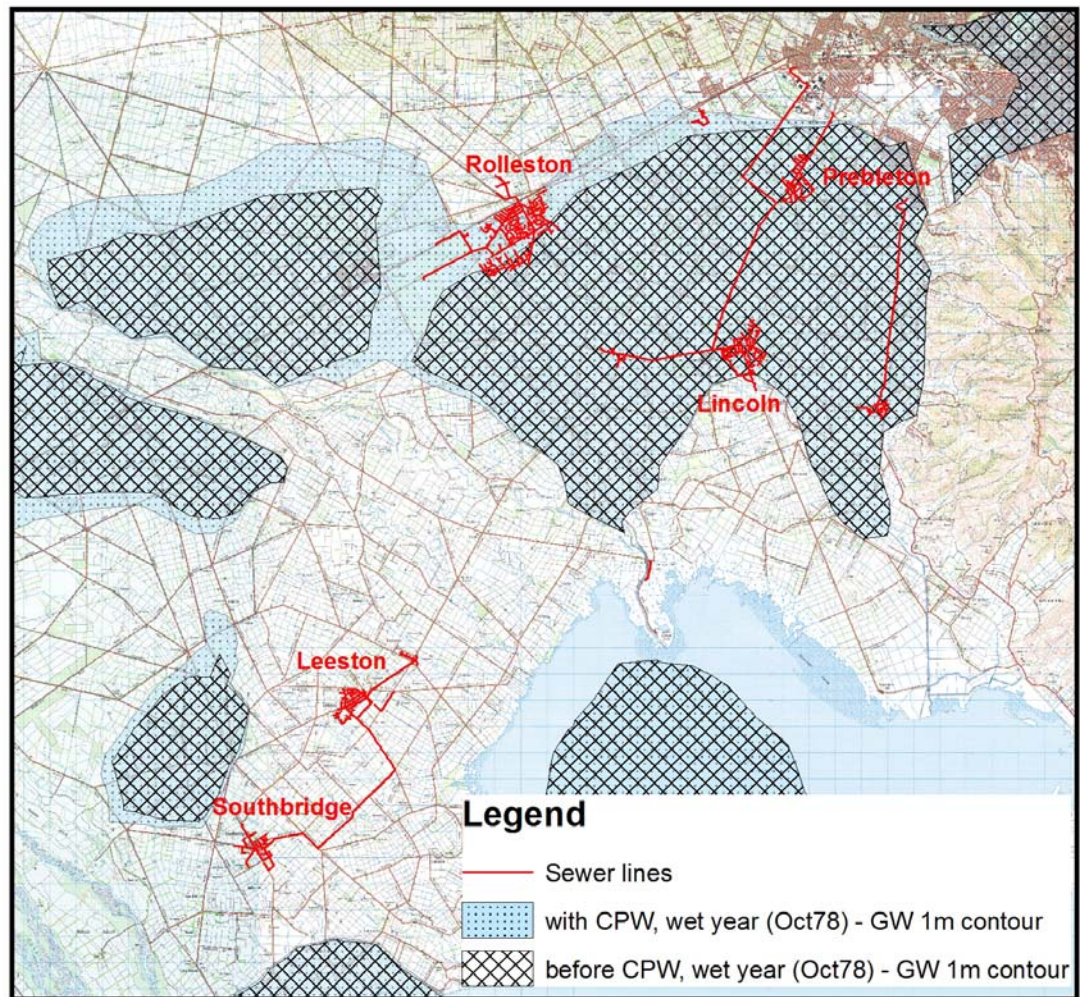 Rolleston
Prebleton
Lincoln
Leeston
Southbridge
Legend
Sewer lines
with CPW, wet year (Oct78) - GW 1m contour
before CPW, wet year (Oct78) - GW 1m contour